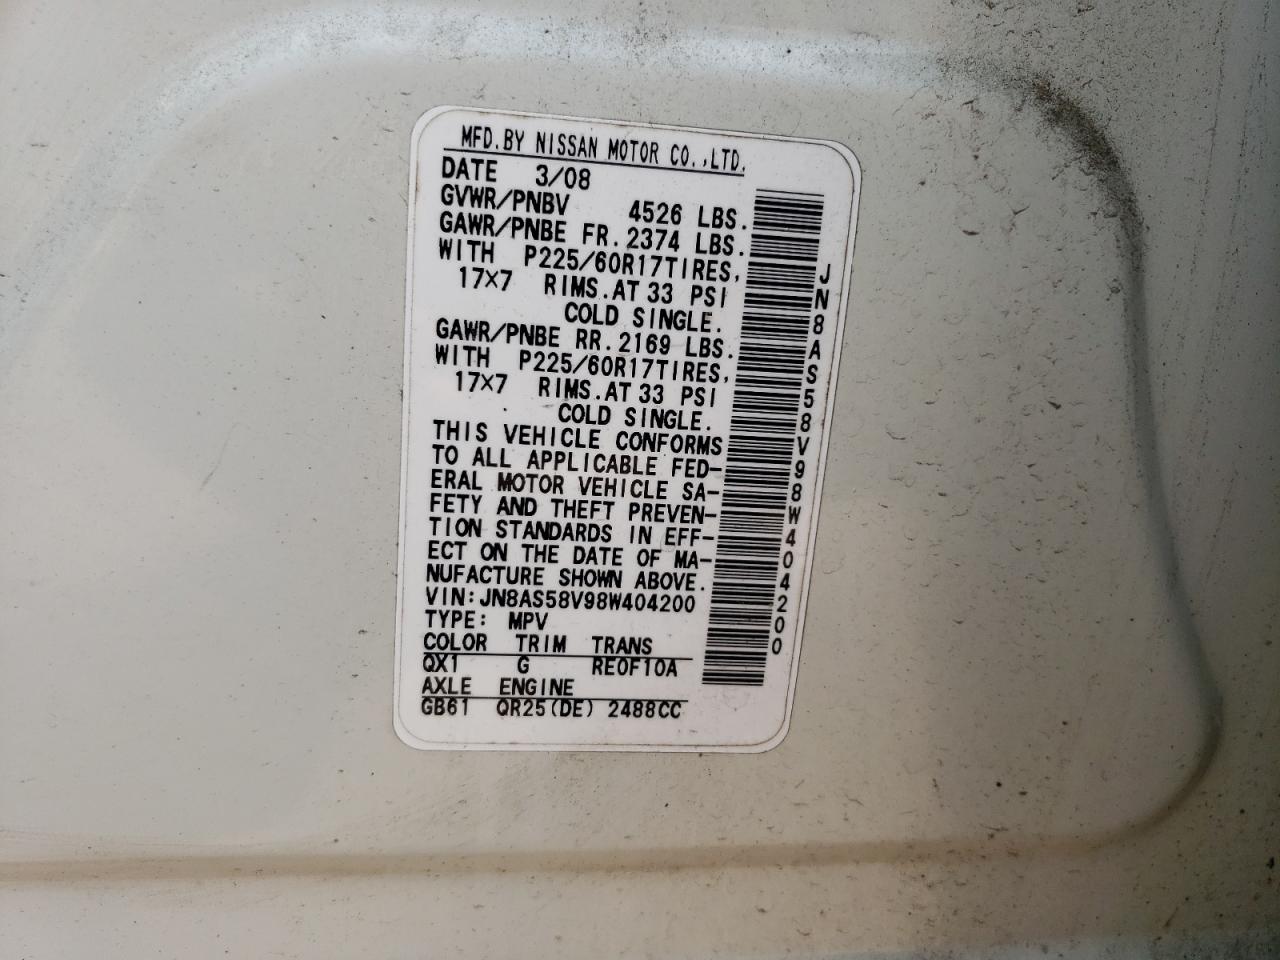 MFD.BY NISSAN MOTOR CO.,LTD.
DATE 3/08
GVWR/PNBV 4526 LBS.
GAWR/PNBE FR. 2374 LBS.
WITH P225/60R17TIRES,
17×7 RIMS.AT 33 PSI
COLD SINGLE.
GAWR/PNBE RR. 2169 LBS.
WITH P225/60R17TIRES,
17×7 RIMS.AT 33 PSI
COLD SINGLE.
THIS VEHICLE CONFORMS
TO ALL APPLICABLE FED-
ERAL MOTOR VEHICLE SA-
FETY AND THEFT PREVEN-
TION STANDARDS IN EFF-
ECT ON THE DATE OF MA-
NUFACTURE SHOWN ABOVE.
VIN:JN8AS58V98W404200
TYPE: MPV
COLOR TRIM TRANS
QX1 G RE0F10A
AXLE ENGINE
GB61 QR25(DE) 2488CC
JN8AS58V98W404200